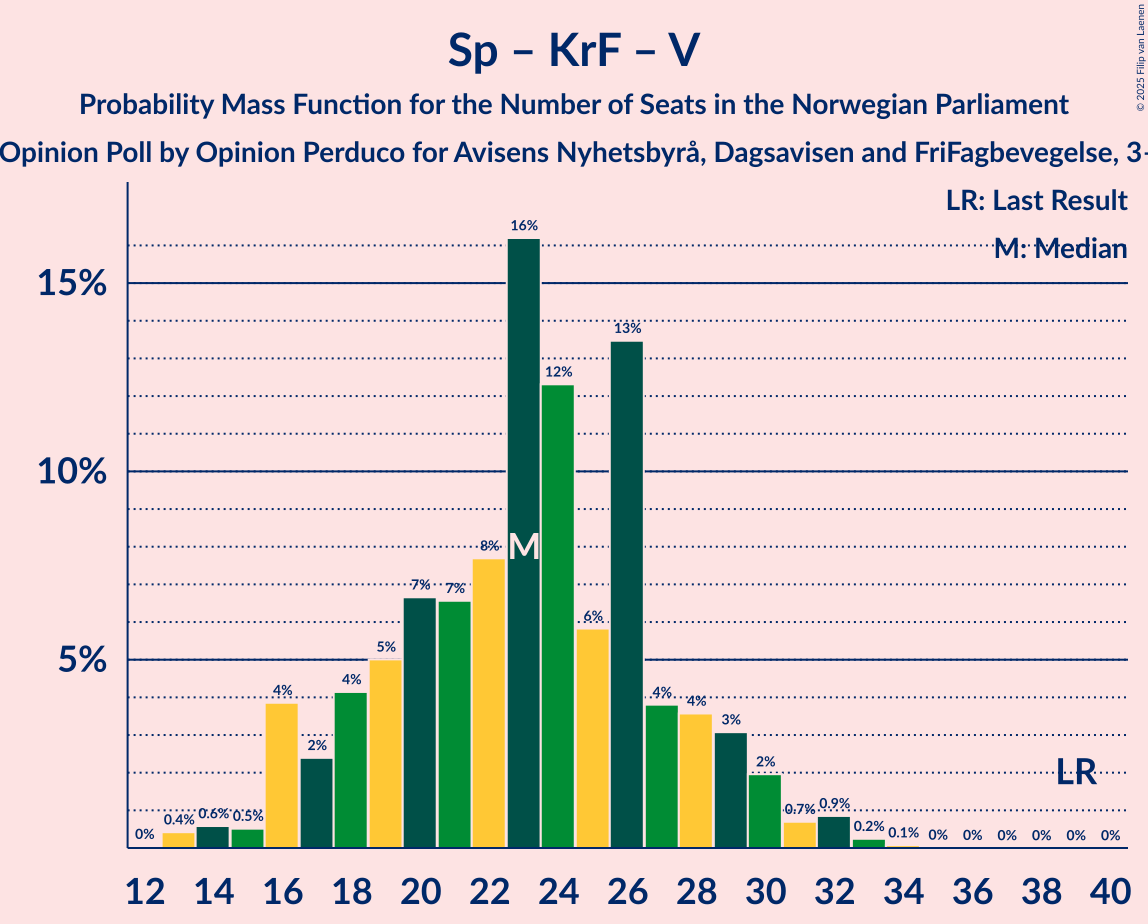 Sp – KrF – V
Probability Mass Function for the Number of Seats in the Norwegian Parliament
Opinion Poll by Opinion Perduco for Avisens Nyhetsbyrå, Dagsavisen and FriFagbevegelse, 3-
© 2025 Filip van Laenen
LR: Last Result
M: Median
15%
10%
5%
0% 0.4% 0.6% 0.5% 4% 2% 4% 5% 7% 7% 8% 16% 12% 6% 13% 4% 4% 3% 2% 0.7% 0.9% 0.2% 0.1% 0% 0% 0% 0% 0% 0%
M
LR
12 14 16 18 20 22 24 26 28 30 32 34 36 38 40